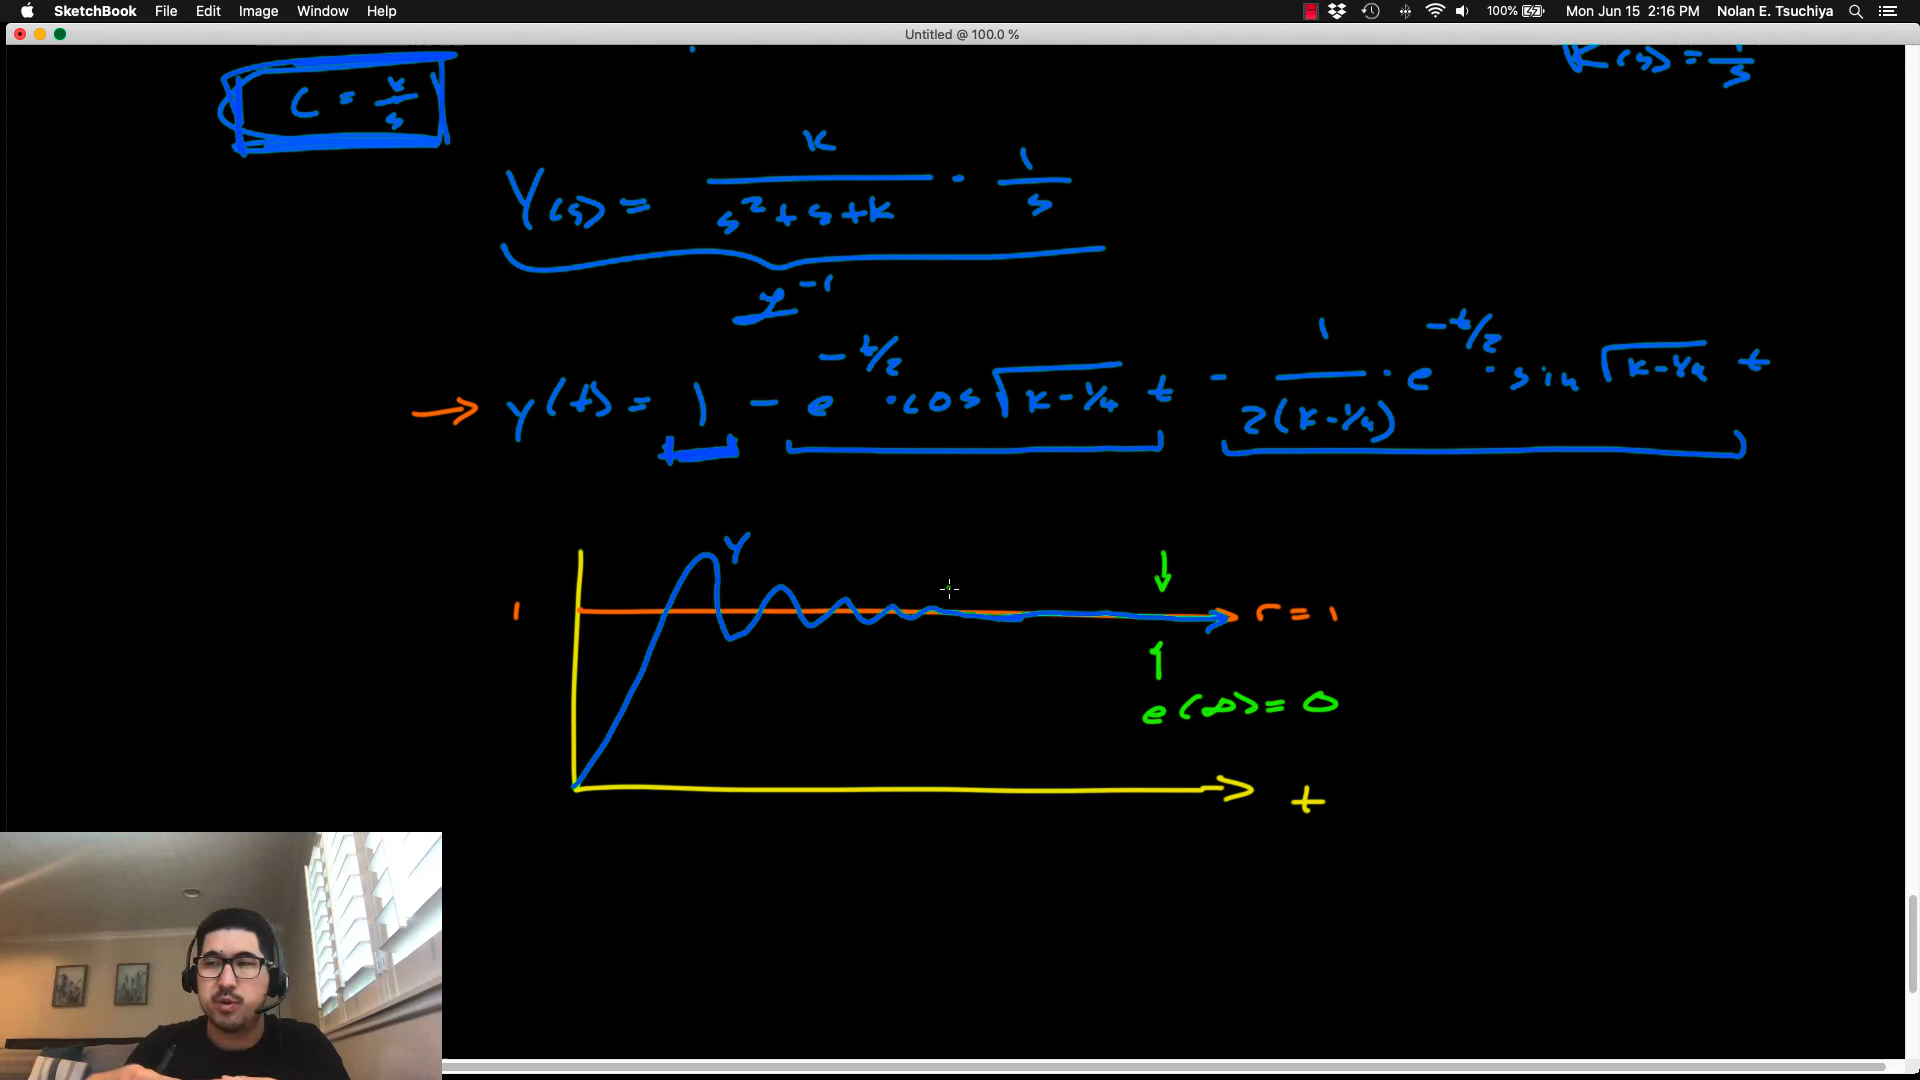 SketchBook File Edit Image Window Help 100% Mon Jun 15 2:16 PM Nolan E. Tsuchiya
Untitled @ 100.0 %
R(s) = 1/s
C = k/s
Y(s) = k/(s² + s + k) · 1/s
ℒ⁻¹
→ y(t) = 1 - e^(-t/2) · cos √(k - 1/4) t - 1/(2(k - 1/4)) · e^(-t/2) · sin √(k - 1/4) t
Y
1
r = 1
e(∞) = 0
t